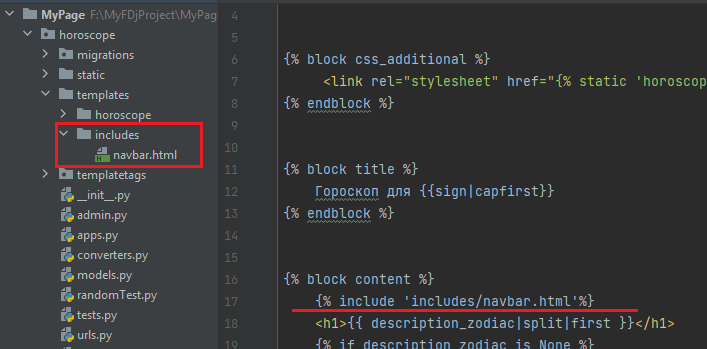 MyPage F:\MyFDjProject\MyPag
horoscope
migrations
static
templates
horoscope
includes
navbar.html
templatetags
__init__.py
admin.py
apps.py
converters.py
models.py
randomTest.py
tests.py
urls.py
4
5
6 {% block css_additional %}
7 <link rel="stylesheet" href="{% static 'horoscop
8 {% endblock %}
9
10
11 {% block title %}
12 Гороскоп для {{sign|capfirst}}
13 {% endblock %}
14
15
16 {% block content %}
17 {% include 'includes/navbar.html'%}
18 <h1>{{ description_zodiac|split|first }}</h1>
19 {% if description_zodiac is None %}